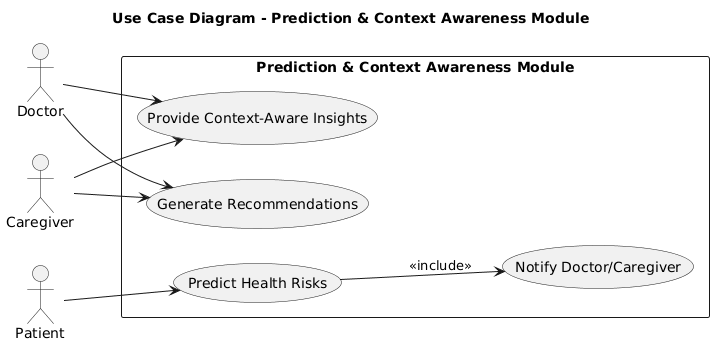 Use Case Diagram - Prediction & Context Awareness Module
Prediction & Context Awareness Module
Doctor
Provide Context-Aware Insights
Caregiver
Generate Recommendations
«include»
Notify Doctor/Caregiver
Predict Health Risks
Patient